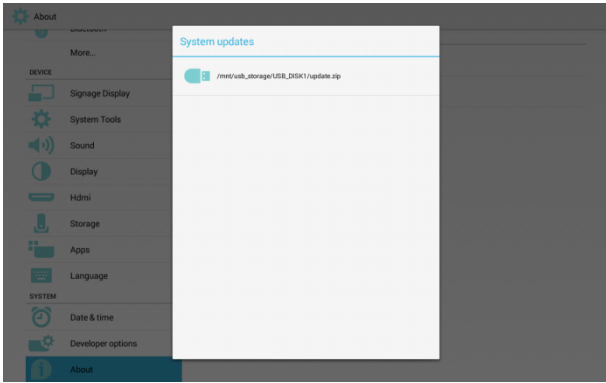 About
Bluetooth
More...
DEVICE
Signage Display
System Tools
Sound
Display
Hdmi
Storage
Apps
Language
SYSTEM
Date & time
Developer options
About
System updates
/mnt/usb_storage/USB_DISK1/update.zip